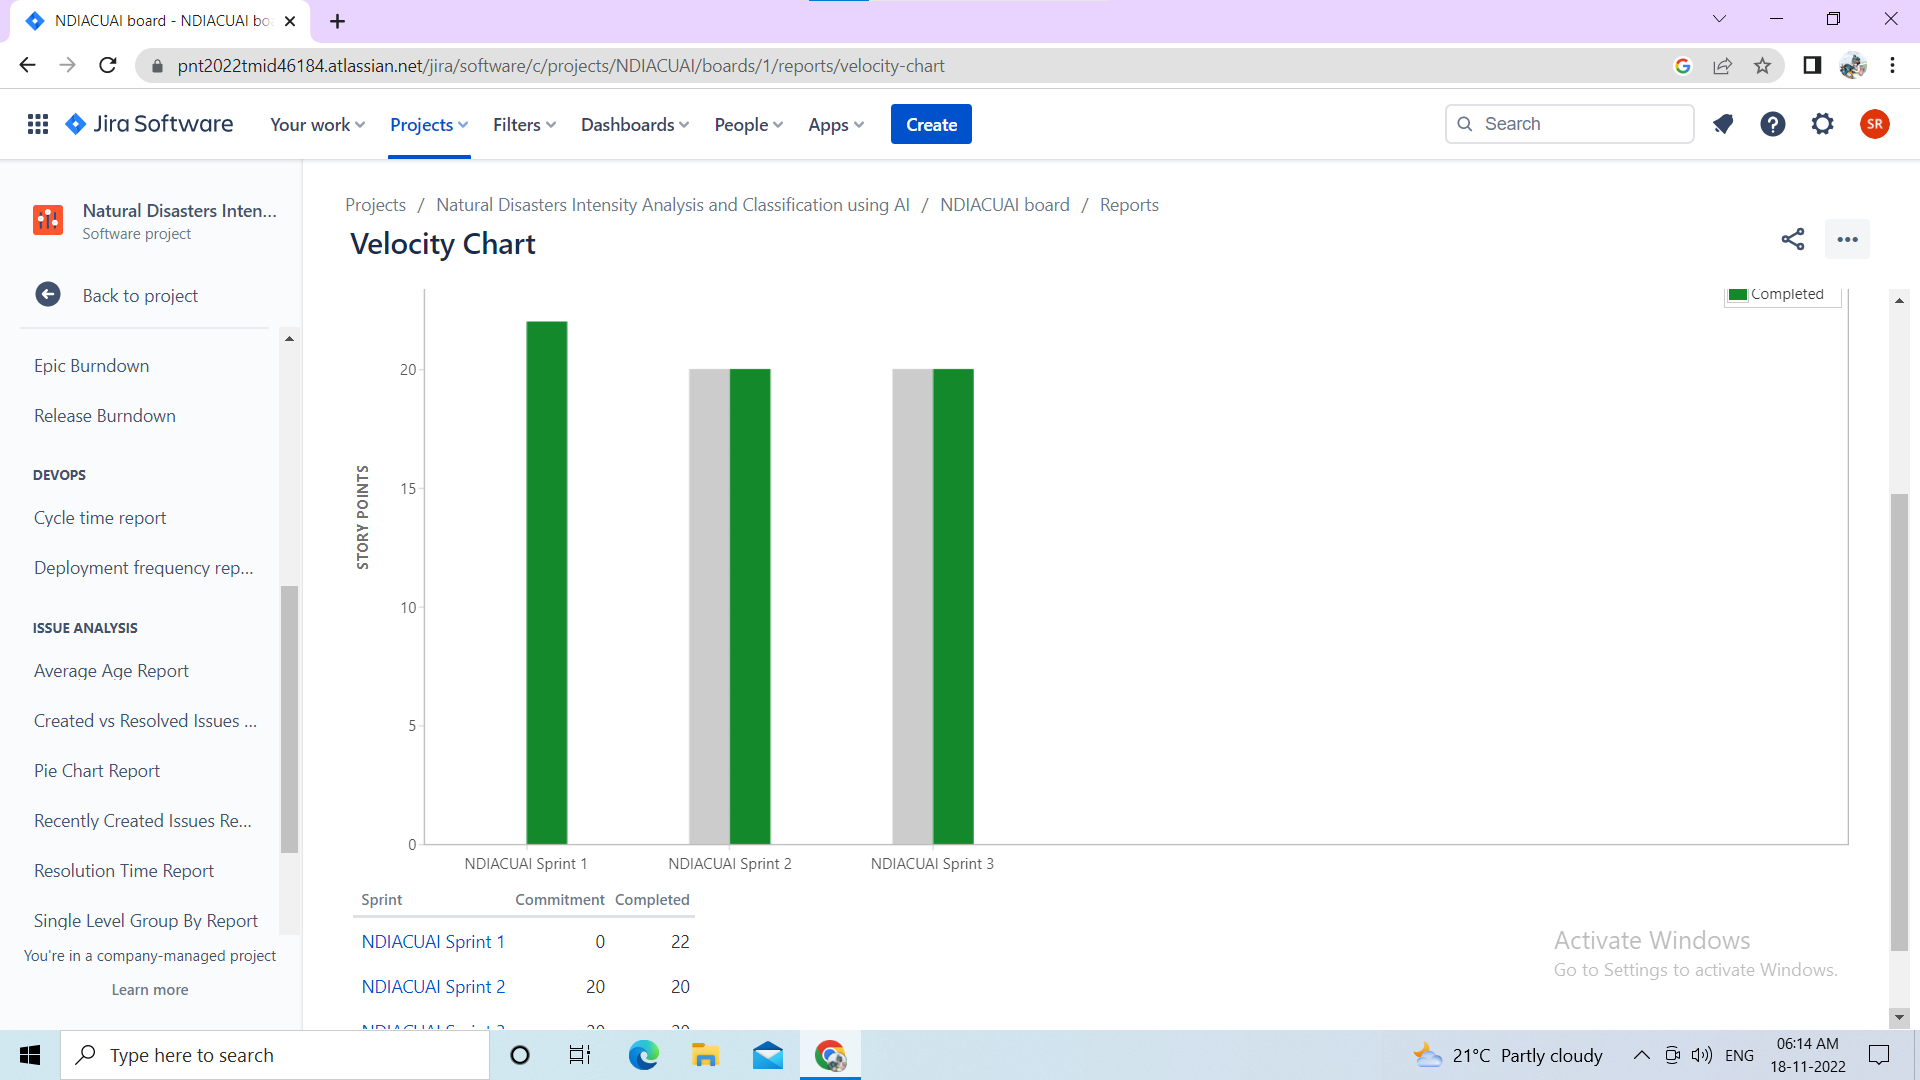 NDIACUAI board - NDIACUAI bo
pnt2022tmid46184.atlassian.net/jira/software/c/projects/NDIACUAI/boards/1/reports/velocity-chart
Jira Software Your work Projects Filters Dashboards People Apps Create Search SR
Natural Disasters Inten...
Software project
Back to project
Epic Burndown
Release Burndown
DEVOPS
Cycle time report
Deployment frequency rep...
ISSUE ANALYSIS
Average Age Report
Created vs Resolved Issues ...
Pie Chart Report
Recently Created Issues Re...
Resolution Time Report
Single Level Group By Report
You're in a company-managed project
Learn more
Projects / Natural Disasters Intensity Analysis and Classification using AI / NDIACUAI board / Reports
Velocity Chart
Completed
STORY POINTS
20
15
10
5
0
NDIACUAI Sprint 1 NDIACUAI Sprint 2 NDIACUAI Sprint 3
Sprint Commitment Completed
NDIACUAI Sprint 1 0 22
NDIACUAI Sprint 2 20 20
NDIACUAI Sprint 3 20 20
Activate Windows
Go to Settings to activate Windows.
Type here to search
21°C Partly cloudy
ENG
06:14 AM
18-11-2022